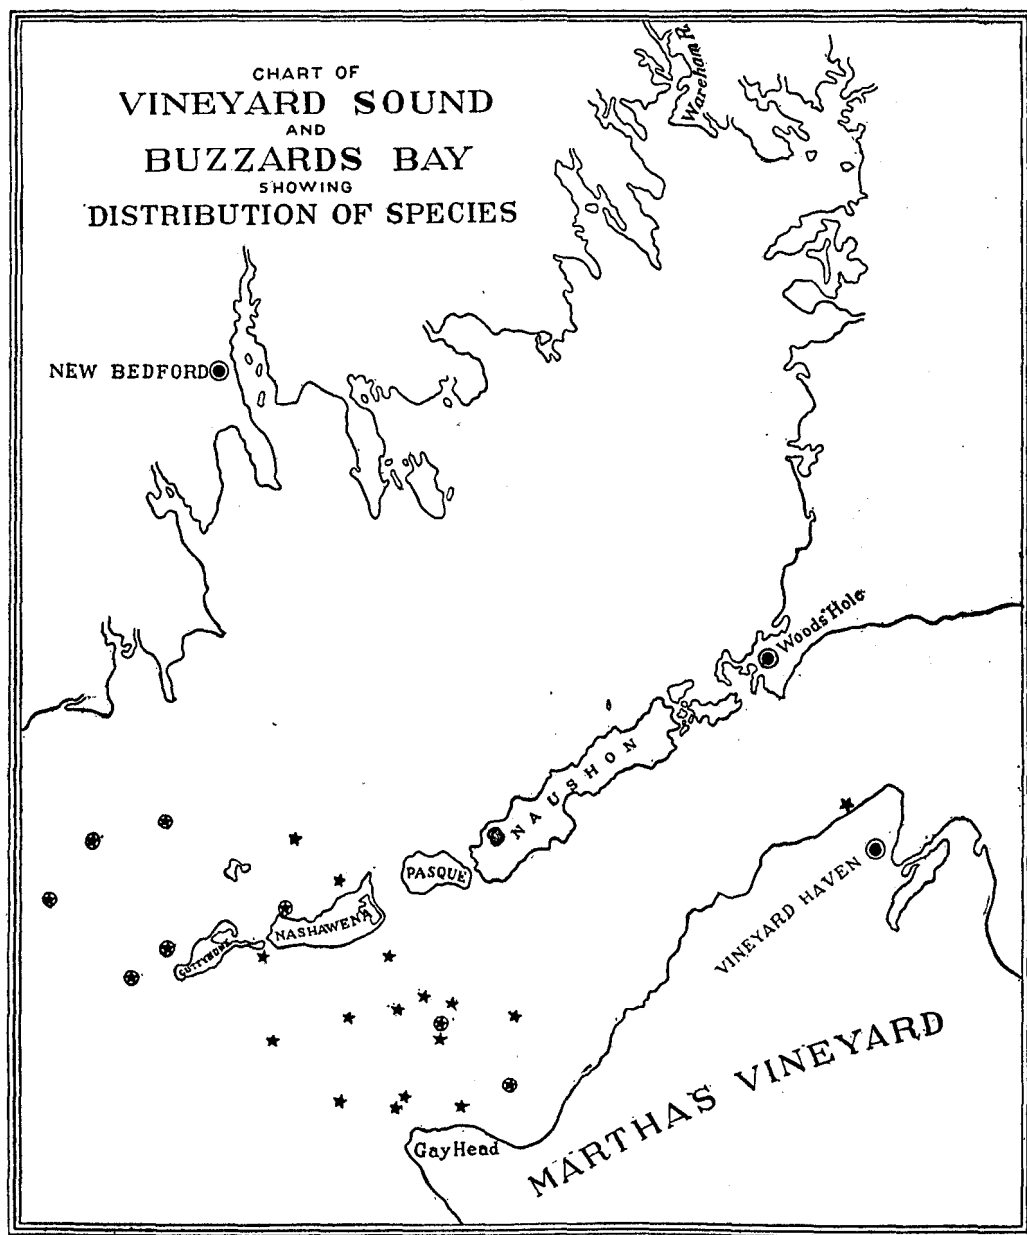 CHART OF
VINEYARD SOUND
AND
BUZZARDS BAY
SHOWING
DISTRIBUTION OF SPECIES
Wareham R.
NEW BEDFORD
Woods Hole
NAUSHON
PASQUE
NASHAWENA
CUTTYHUNK
VINEYARD HAVEN
MARTHAS VINEYARD
Gay Head